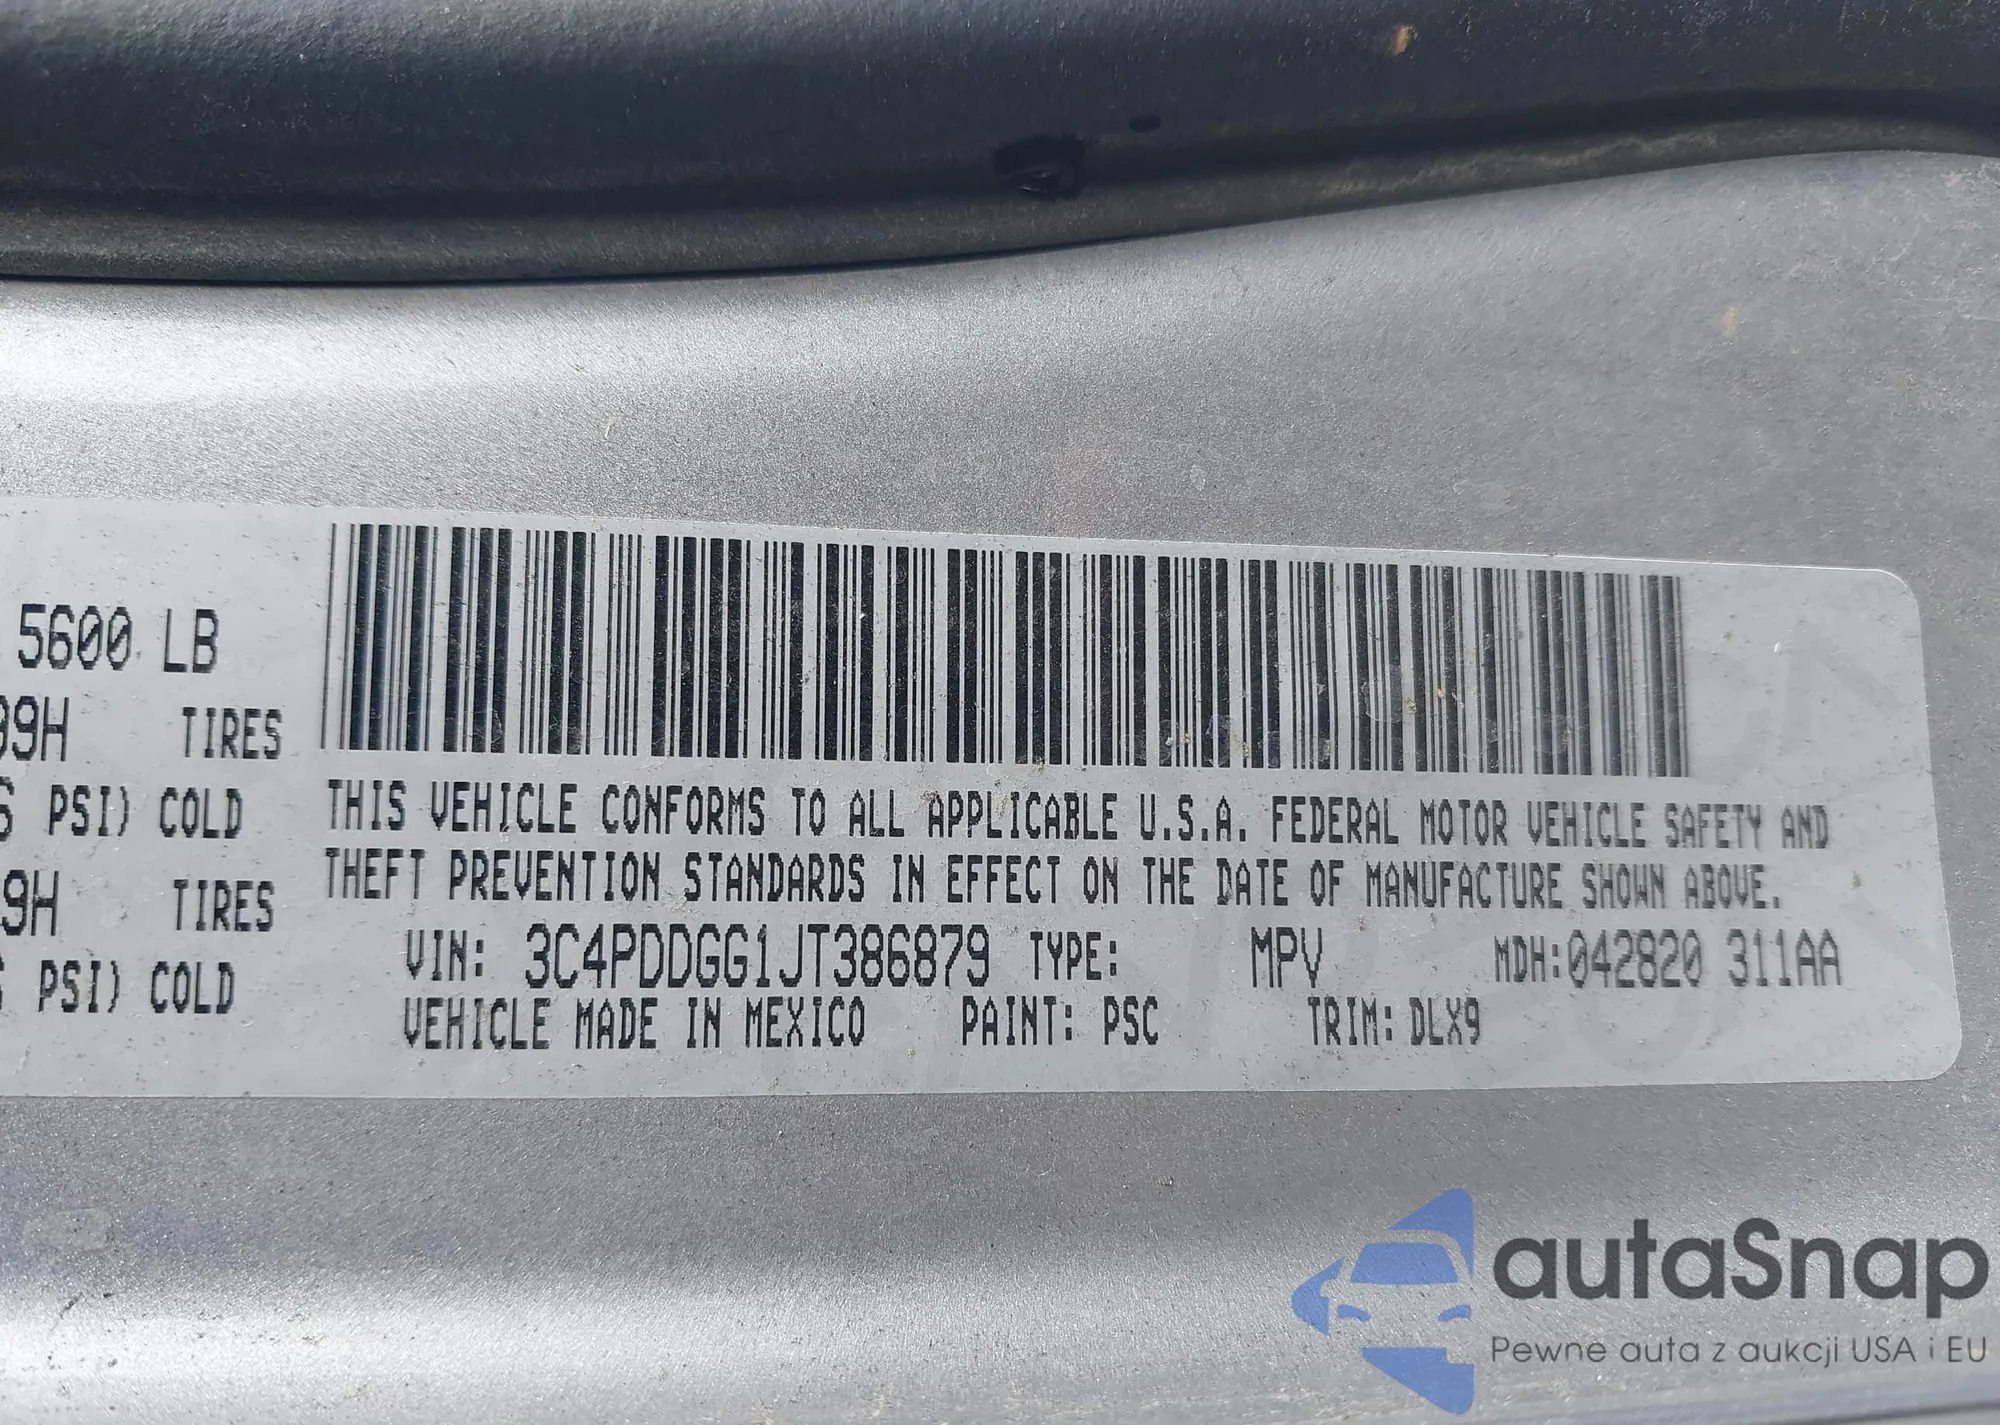 5600 LB
99H TIRES
PSI) COLD
9H TIRES
PSI) COLD
THIS VEHICLE CONFORMS TO ALL APPLICABLE U.S.A. FEDERAL MOTOR VEHICLE SAFETY AND
THEFT PREVENTION STANDARDS IN EFFECT ON THE DATE OF MANUFACTURE SHOWN ABOVE.
VIN: 3C4PDDGG1JT386879 TYPE: MPV MDH:042820 311AA
VEHICLE MADE IN MEXICO PAINT: PSC TRIM: DLX9
autaSnap
Pewne auta z aukcji USA i EU